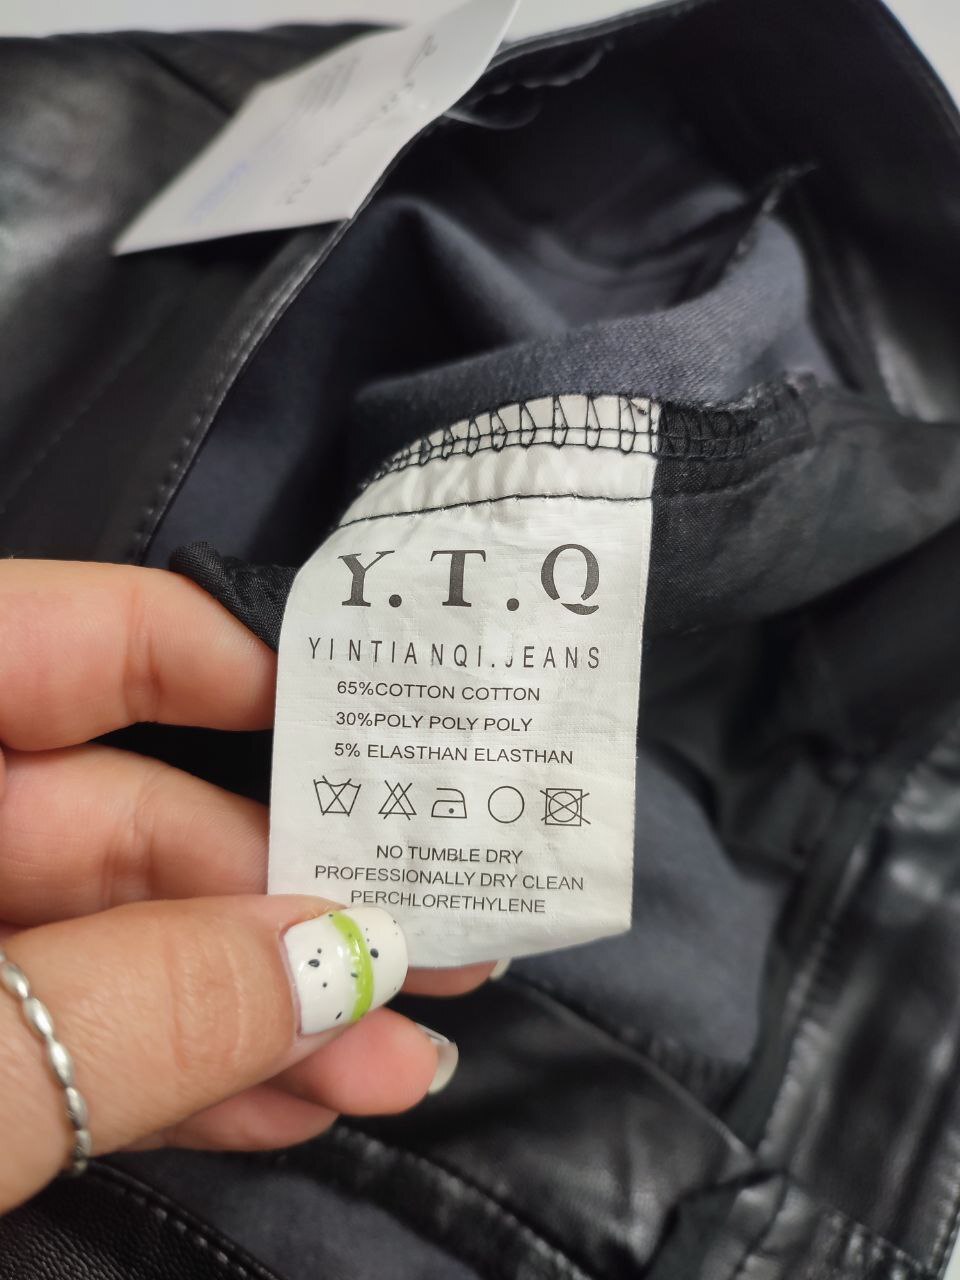 Y.T.Q
YINTIANQI.JEANS
65%COTTON COTTON
30%POLY POLY POLY
5% ELASTHAN ELASTHAN
NO TUMBLE DRY
PROFESSIONALLY DRY CLEAN
PERCHLORETHYLENE